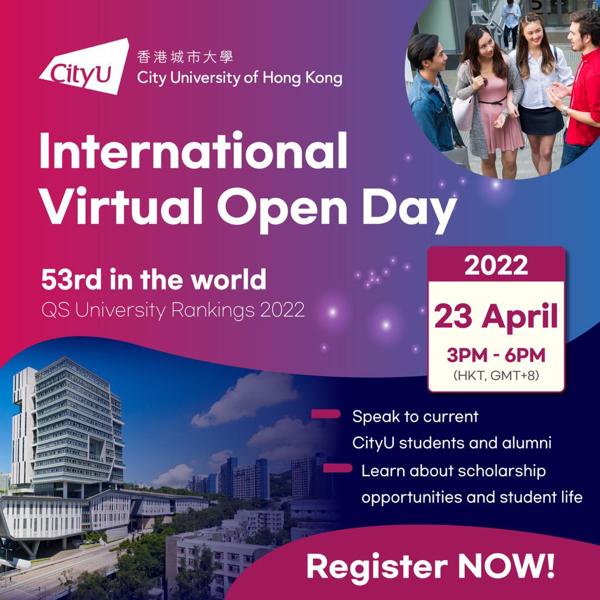 CityU
香港城市大學
City University of Hong Kong
International
Virtual Open Day
53rd in the world
QS University Rankings 2022
2022
23 April
3PM - 6PM
(HKT, GMT+8)
Speak to current
CityU students and alumni
Learn about scholarship
opportunities and student life
Register NOW!